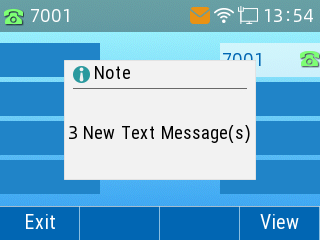 7001 13:54
7001
Note
3 New Text Message(s)
Exit View